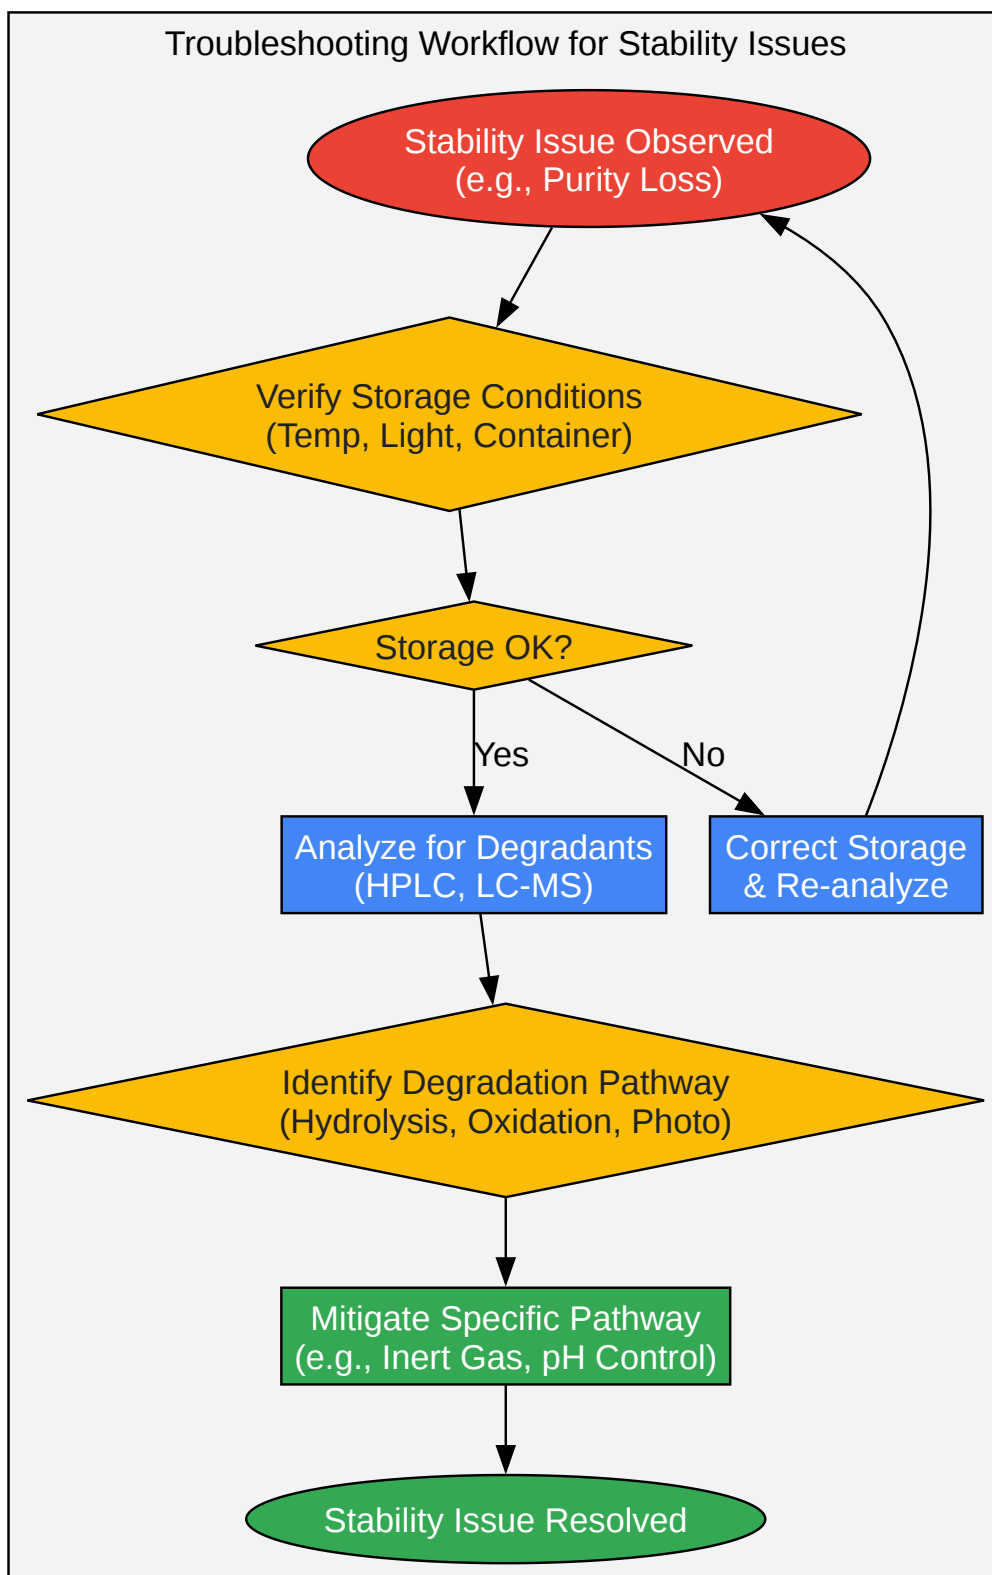 Troubleshooting Workflow for Stability Issues
Stability Issue Observed
(e.g., Purity Loss)
Verify Storage Conditions
(Temp, Light, Container)
Storage OK?
Yes
No
Analyze for Degradants
(HPLC, LC-MS)
Correct Storage
& Re-analyze
Identify Degradation Pathway
(Hydrolysis, Oxidation, Photo)
Mitigate Specific Pathway
(e.g., Inert Gas, pH Control)
Stability Issue Resolved